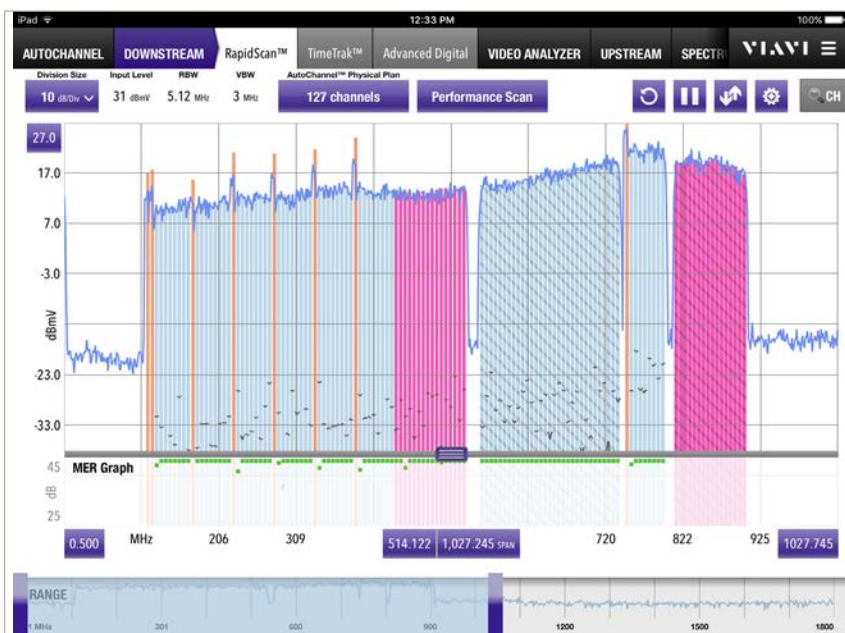 iPad 12:33 PM 100%
AUTOCHANNEL DOWNSTREAM RapidScan™ TimeTrak™ Advanced Digital VIDEO ANALYZER UPSTREAM SPECTR VIAVI
Division Size Input Level RBW VBW AutoChannel™ Physical Plan
10 dB/Div 31 dBmV 5.12 MHz 3 MHz 127 channels Performance Scan CH
27.0
17.0
7.0
-3.0
dBmV
-23.0
-33.0
45 MER Graph
dB
25
0.500 MHz 206 309 514.122 1,027.245 SPAN 720 822 925 1027.745
RANGE
1 MHz 301 600 900 1200 1500 1800